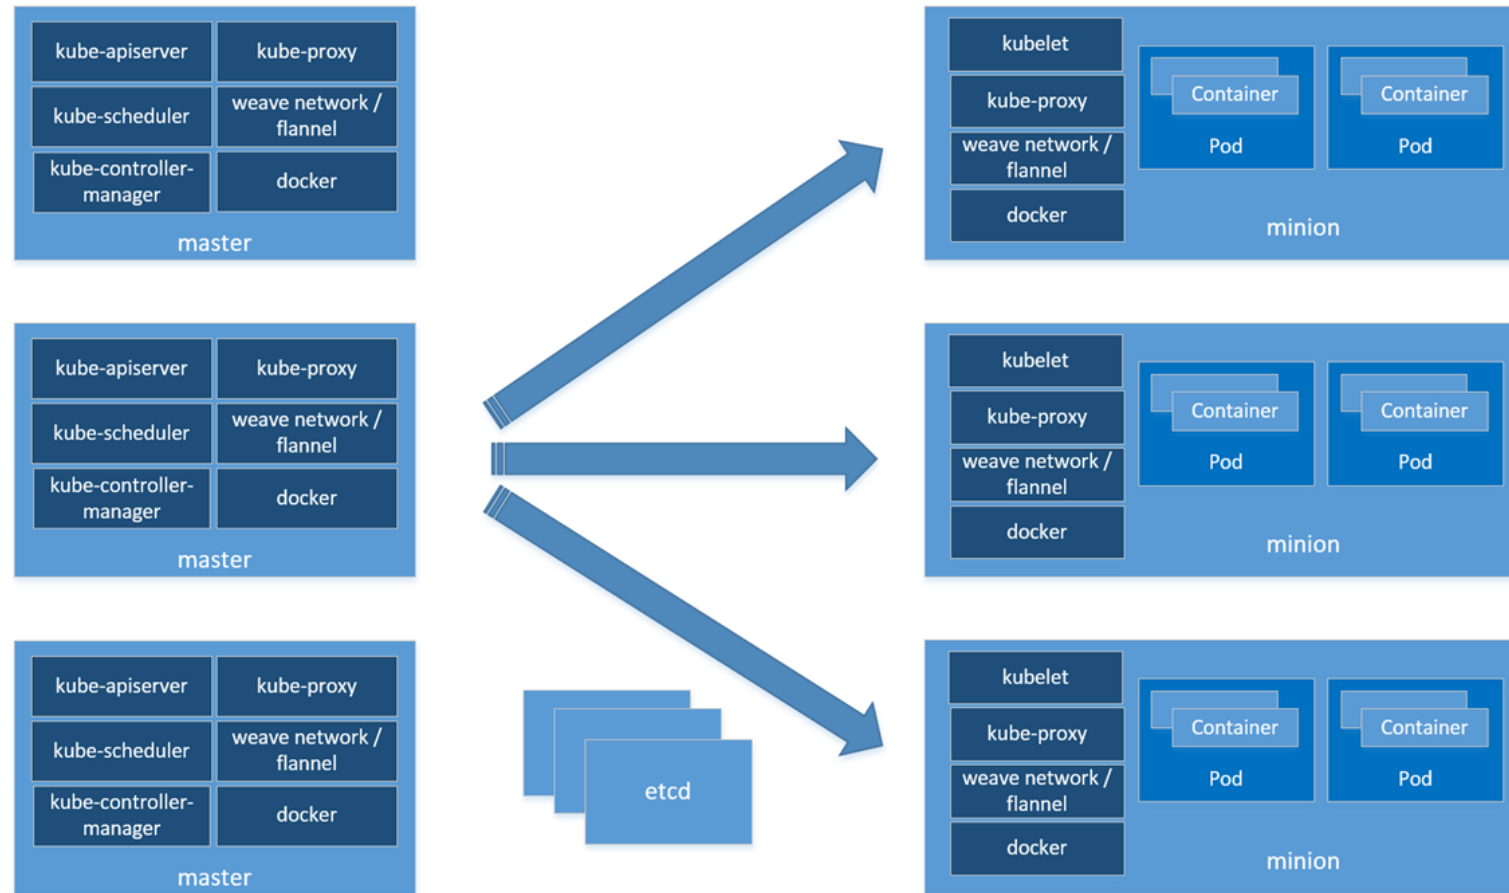 kube-apiserver
kube-proxy
kube-scheduler
weave network /
flannel
kube-controller-
manager
docker
master
kubelet
kube-proxy
weave network /
flannel
docker
Container
Pod
Container
Pod
minion
kube-apiserver
kube-proxy
kube-scheduler
weave network /
flannel
kube-controller-
manager
docker
master
kubelet
kube-proxy
weave network /
flannel
docker
Container
Pod
Container
Pod
minion
kube-apiserver
kube-proxy
kube-scheduler
weave network /
flannel
kube-controller-
manager
docker
master
etcd
kubelet
kube-proxy
weave network /
flannel
docker
Container
Pod
Container
Pod
minion